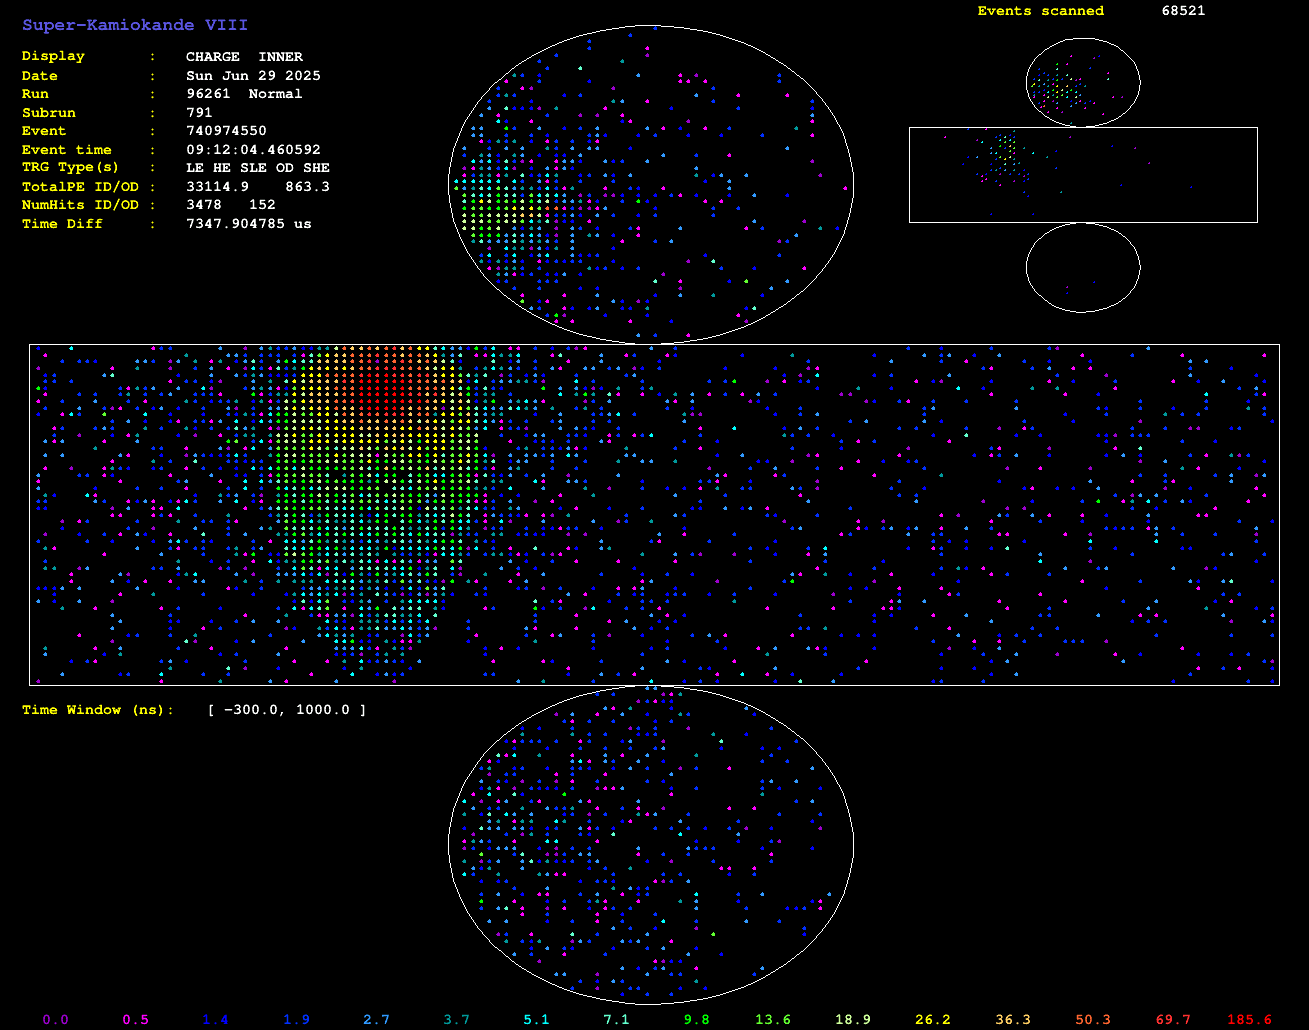 Super-Kamiokande VIII
Events scanned 68521
Display : CHARGE INNER
Date : Sun Jun 29 2025
Run : 96261 Normal
Subrun : 791
Event : 740974550
Event time : 09:12:04.460592
TRG Type(s) : LE HE SLE OD SHE
TotalPE ID/OD : 33114.9 863.3
NumHits ID/OD : 3478 152
Time Diff : 7347.904785 us
Time Window (ns): [ -300.0, 1000.0 ]
0.0 0.5 1.4 1.9 2.7 3.7 5.1 7.1 9.8 13.6 18.9 26.2 36.3 50.3 69.7 185.6